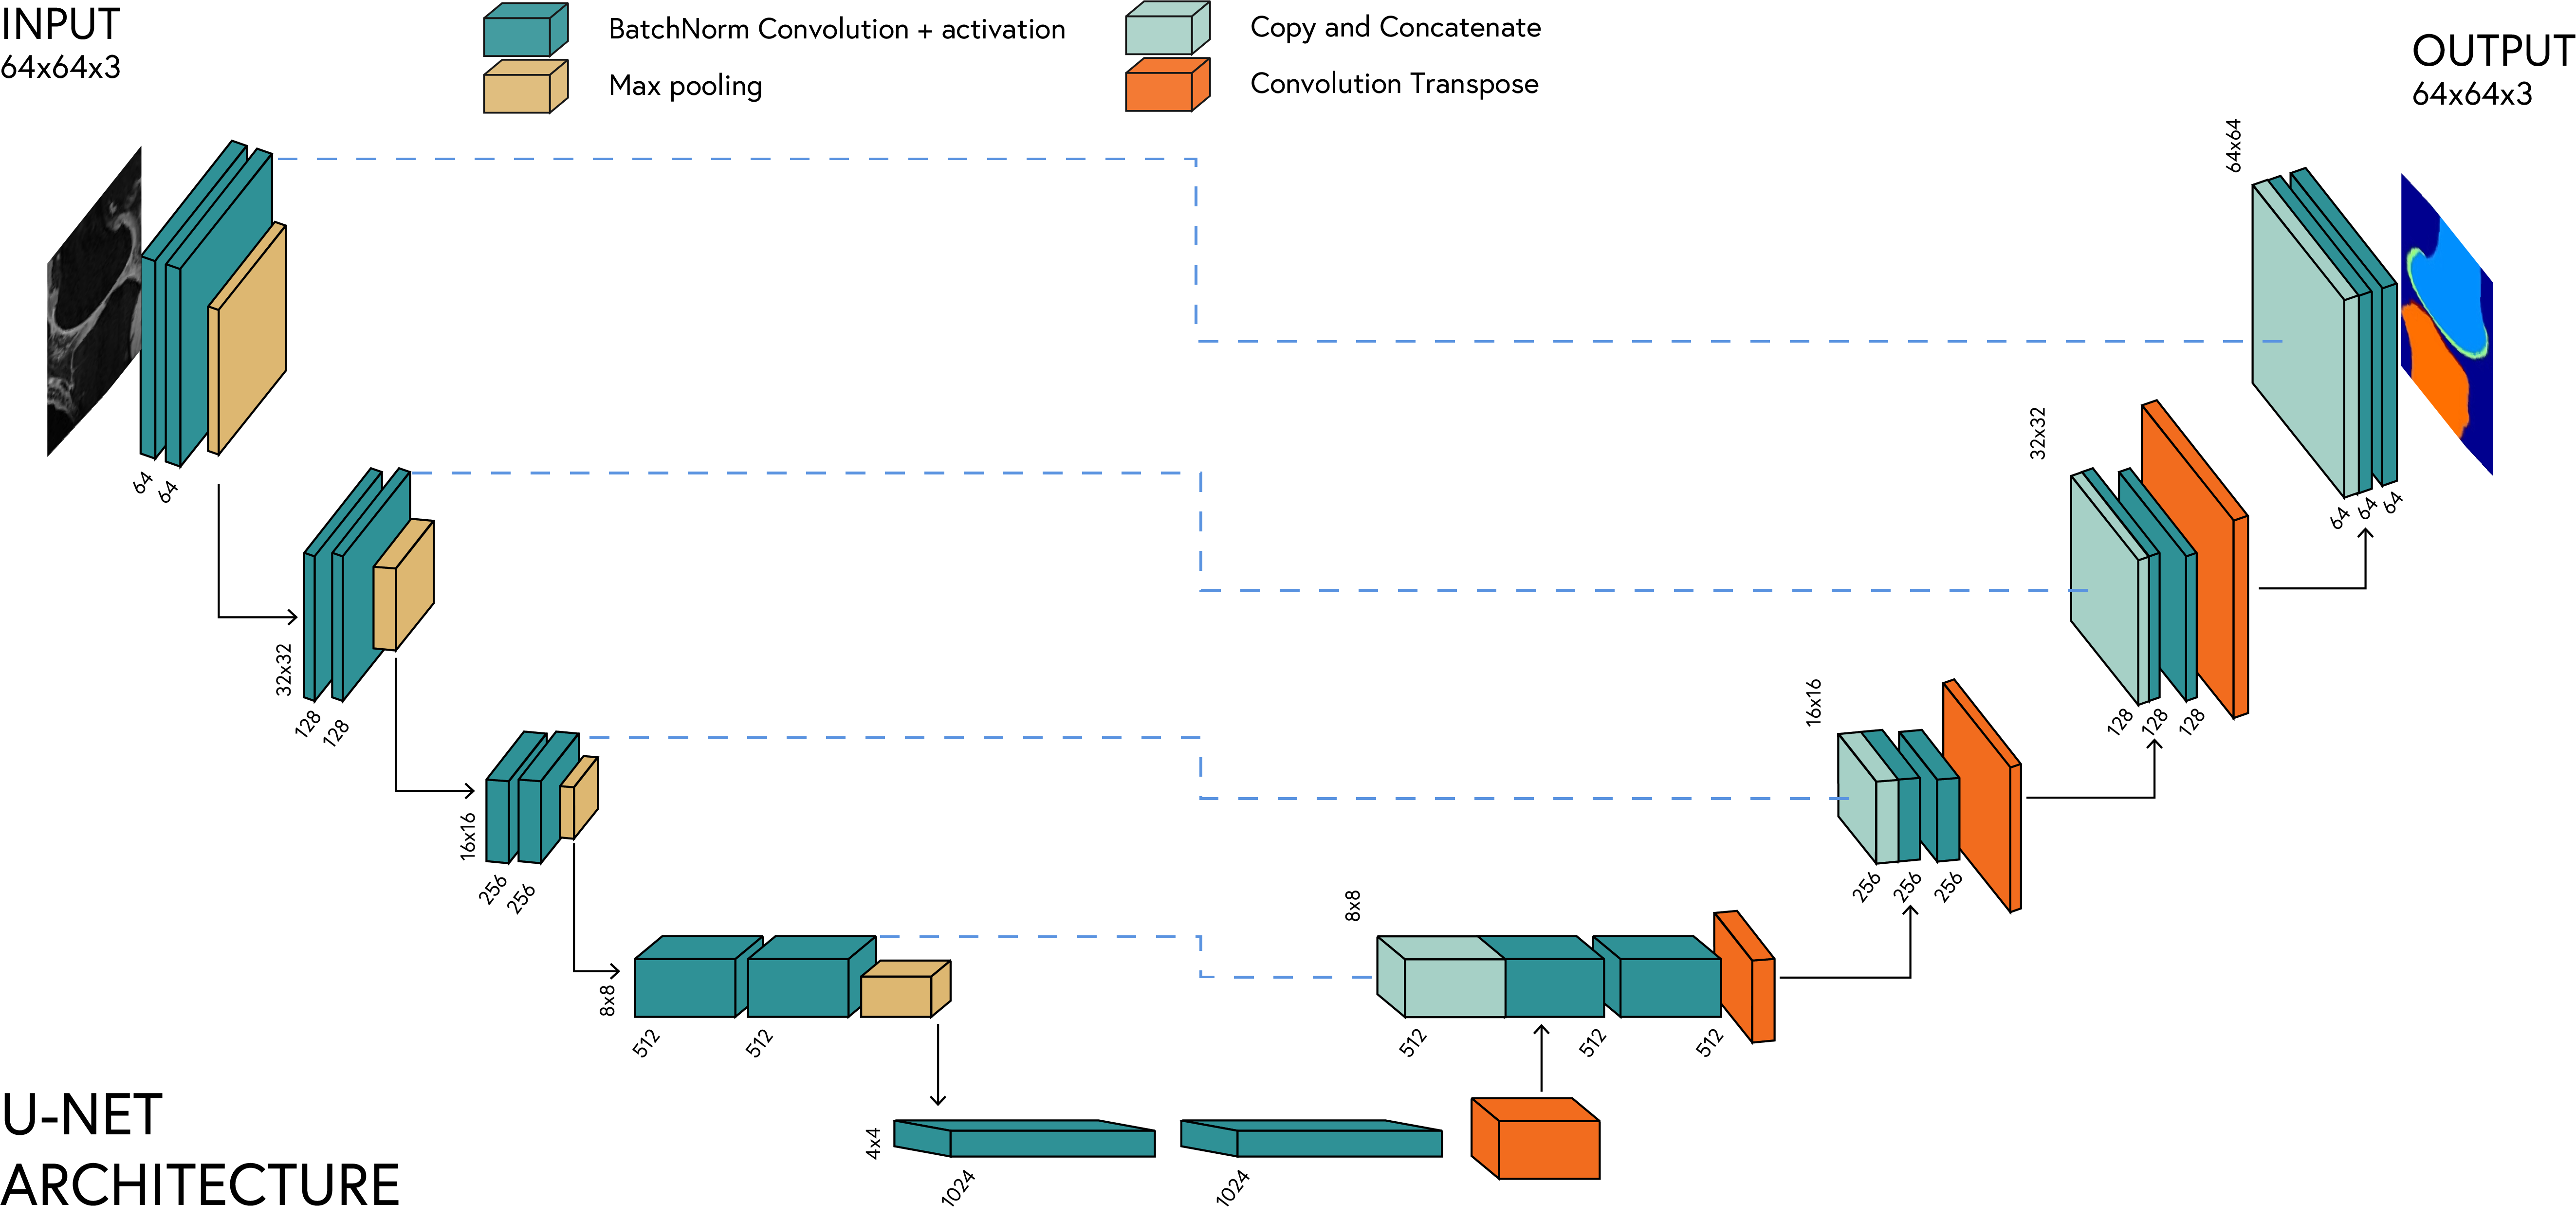 INPUT
64x64x3
BatchNorm Convolution + activation
Max pooling
Copy and Concatenate
Convolution Transpose
OUTPUT
64x64x3
64
64
32x32
128
128
16x16
256
256
8x8
512
512
4x4
1024
1024
8x8
512
512
512
16x16
256
256
256
32x32
128
128
128
64x64
64
64
64
U-NET
ARCHITECTURE